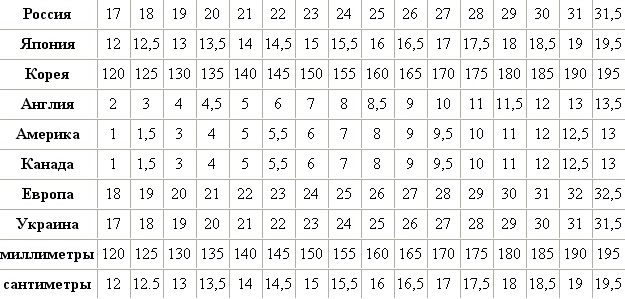 Россия 17 18 19 20 21 22 23 24 25 26 27 28 29 30 31 31,5
Япония 12 12,5 13 13,5 14 14,5 15 15,5 16 16,5 17 17,5 18 18,5 19 19,5
Корея 120 125 130 135 140 145 150 155 160 165 170 175 180 185 190 195
Англия 2 3 4 4,5 5 6 7 8 8,5 9 10 11 11,5 12 13 13,5
Америка 1 1,5 3 4 5 5,5 6 7 8 9 9,5 10 11 12 12,5 13
Канада 1 1,5 3 4 5 5,5 6 7 8 9 9,5 10 11 12 12,5 13
Европа 18 19 20 21 22 23 24 25 26 27 28 29 30 31 32 32,5
Украина 17 18 19 20 21 22 23 24 25 26 27 28 29 30 31 31,5
миллиметры 120 125 130 135 140 145 150 155 160 165 170 175 180 185 190 195
сантиметры 12 12.5 13 13,5 14 14,5 15 15,5 16 16,5 17 17,5 18 18,5 19 19,5